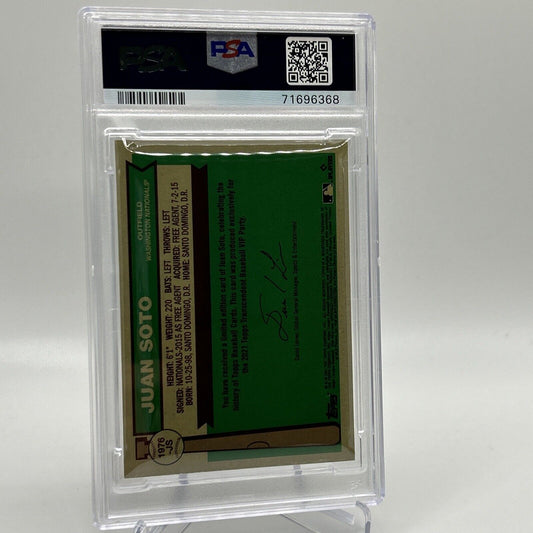 PSA
PSA
71696368
1976
-JS
JUAN SOTO
OUTFIELD
WASHINGTON NATIONALS®
HEIGHT: 6'1" WEIGHT: 220 BATS: LEFT THROWS: LEFT
SIGNED: NATIONALS-2015 AS FREE AGENT ACQUIRED: FREE AGENT, 7-2-15
BORN: 10-25-98, SANTO DOMINGO, D.R. HOME: SANTO DOMINGO, D.R.
You have received a limited edition card of Juan Soto, celebrating the
history of Topps Baseball Cards. This card was produced exclusively for
the 2021 Topps Transcendent Baseball VIP Party.
Topps